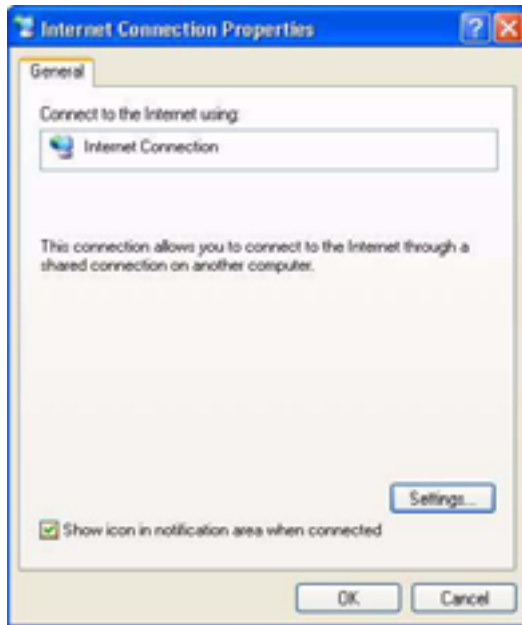 Internet Connection Properties
General
Connect to the Internet using:
Internet Connection
This connection allows you to connect to the Internet through a
shared connection on another computer.
Settings...
Show icon in notification area when connected
OK
Cancel